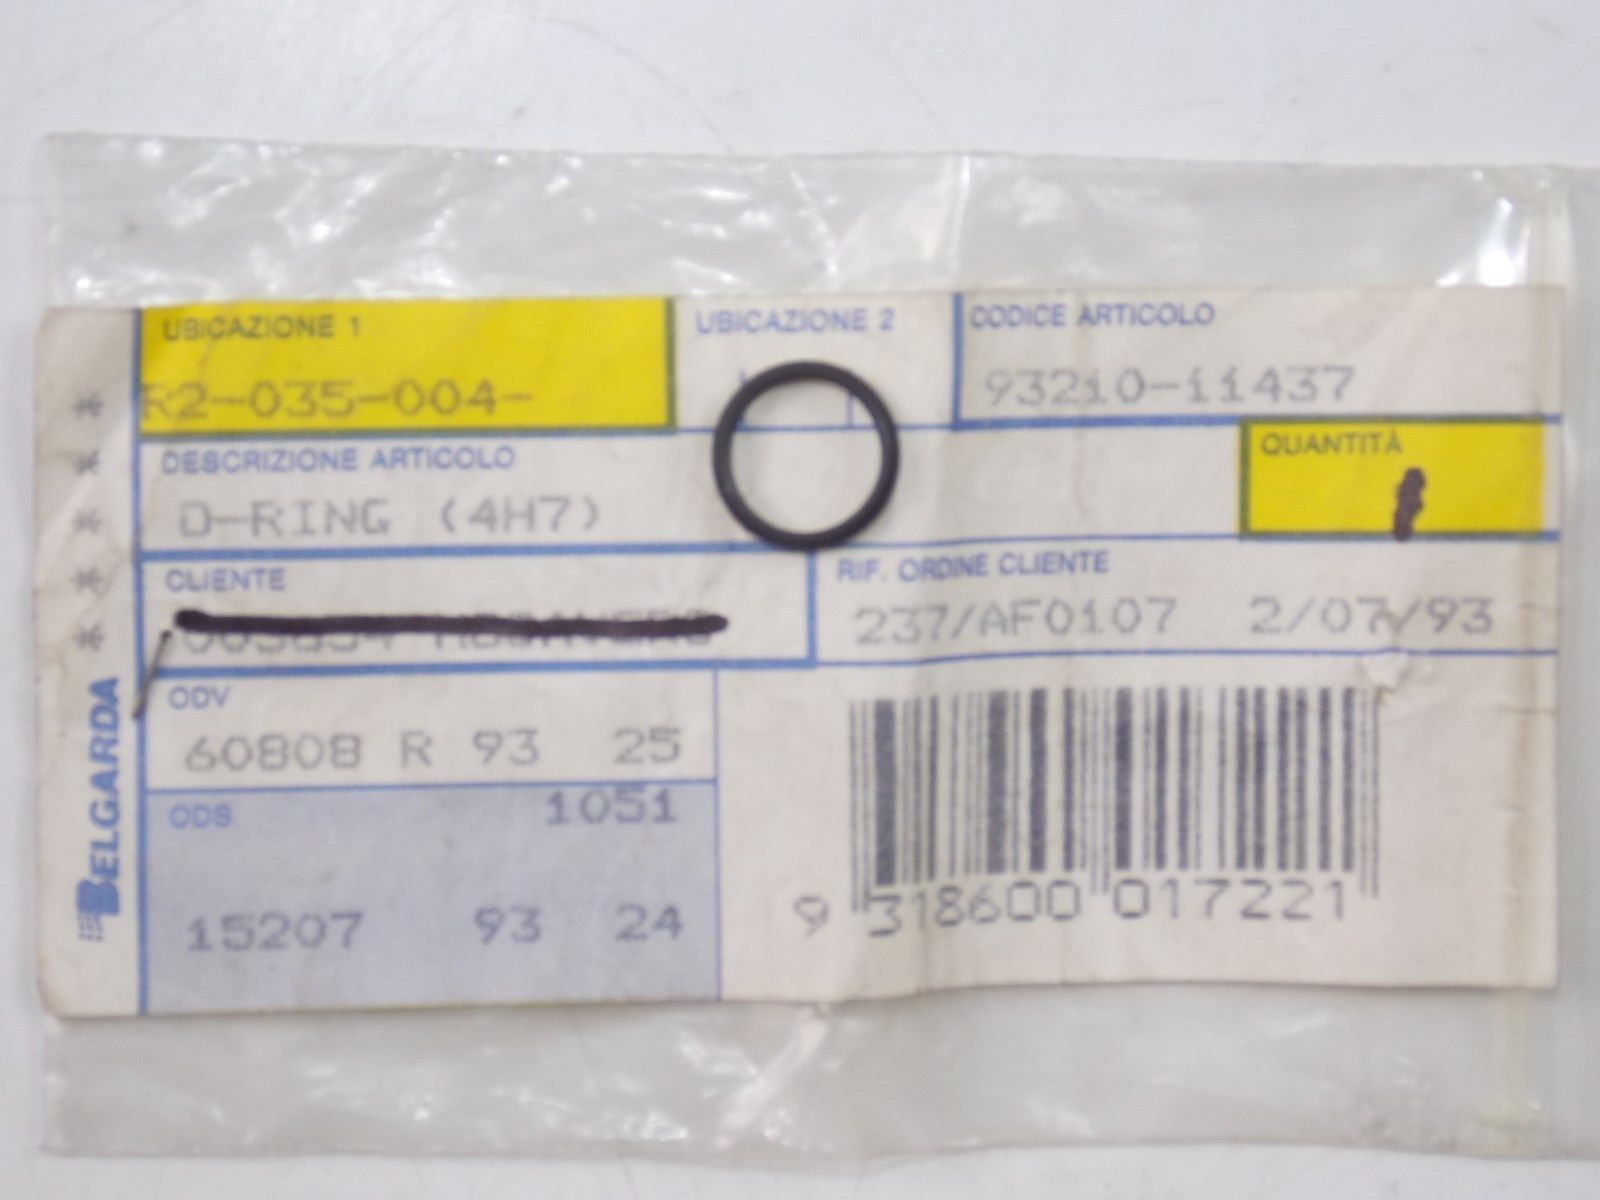 UBICAZIONE 1
UBICAZIONE 2
CODICE ARTICOLO
R2-035-004-
93210-11437
DESCRIZIONE ARTICOLO
QUANTITÀ
O-RING (4H7)
1
CLIENTE
RIF. ORDINE CLIENTE
237/AF0107 2/07/93
ODV
60808 R 93 25
ODS
1051
15207 93 24
9 318600 017221
* * * * *
BELGARDA